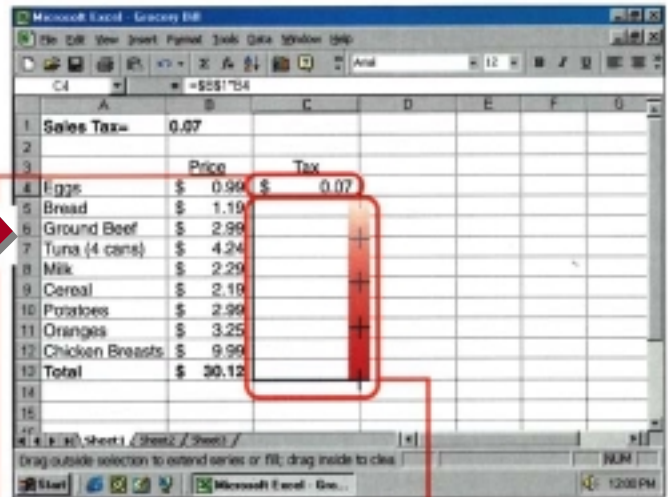 Microsoft Excel - Grocery Bill
File Edit View Insert Format Tools Data Window Help
Arial 12 B I U
C4 = =$B$1*B4
A B C D E F G
1 Sales Tax= 0.07
2
3 Price Tax
4 Eggs $ 0.99 $ 0.07
5 Bread $ 1.19
6 Ground Beef $ 2.99
7 Tuna (4 cans) $ 4.24
8 Milk $ 2.29
9 Cereal $ 2.19
10 Potatoes $ 2.99
11 Oranges $ 3.25
12 Chicken Breasts $ 9.99
13 Total $ 30.12
14
15
Sheet1 / Sheet2 / Sheet3 /
Drag outside selection to extend series or fill; drag inside to clear NUM
Start Microsoft Excel - Gro... 12:00 PM